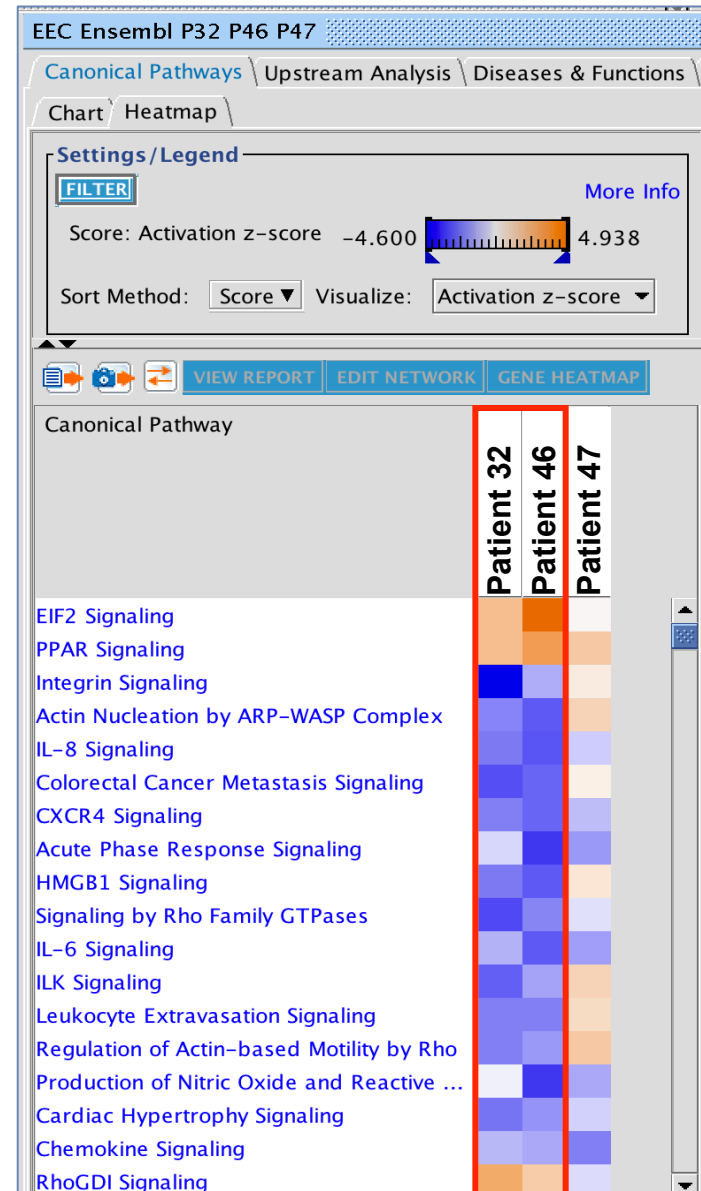 EEC Ensembl P32 P46 P47
Canonical Pathways Upstream Analysis Diseases & Functions
Chart Heatmap
Settings/Legend
FILTER
More Info
Score: Activation z-score -4.600 4.938
Sort Method: Score ▼ Visualize: Activation z-score
VIEW REPORT EDIT NETWORK GENE HEATMAP
Canonical Pathway
Patient 32
Patient 46
Patient 47
EIF2 Signaling
PPAR Signaling
Integrin Signaling
Actin Nucleation by ARP-WASP Complex
IL-8 Signaling
Colorectal Cancer Metastasis Signaling
CXCR4 Signaling
Acute Phase Response Signaling
HMGB1 Signaling
Signaling by Rho Family GTPases
IL-6 Signaling
ILK Signaling
Leukocyte Extravasation Signaling
Regulation of Actin-based Motility by Rho
Production of Nitric Oxide and Reactive ...
Cardiac Hypertrophy Signaling
Chemokine Signaling
RhoGDI Signaling